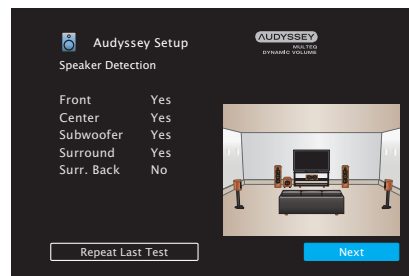 Audyssey Setup
AUDYSSEY
MULTEQ
DYNAMIC VOLUME
Speaker Detection
Front Yes
Center Yes
Subwoofer Yes
Surround Yes
Surr. Back No
Repeat Last Test
Next